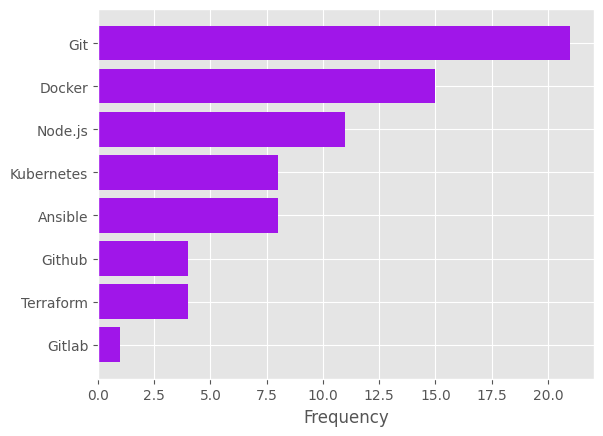 Git
Docker
Node.js
Kubernetes
Ansible
Github
Terraform
Gitlab
0.0 2.5 5.0 7.5 10.0 12.5 15.0 17.5 20.0
Frequency